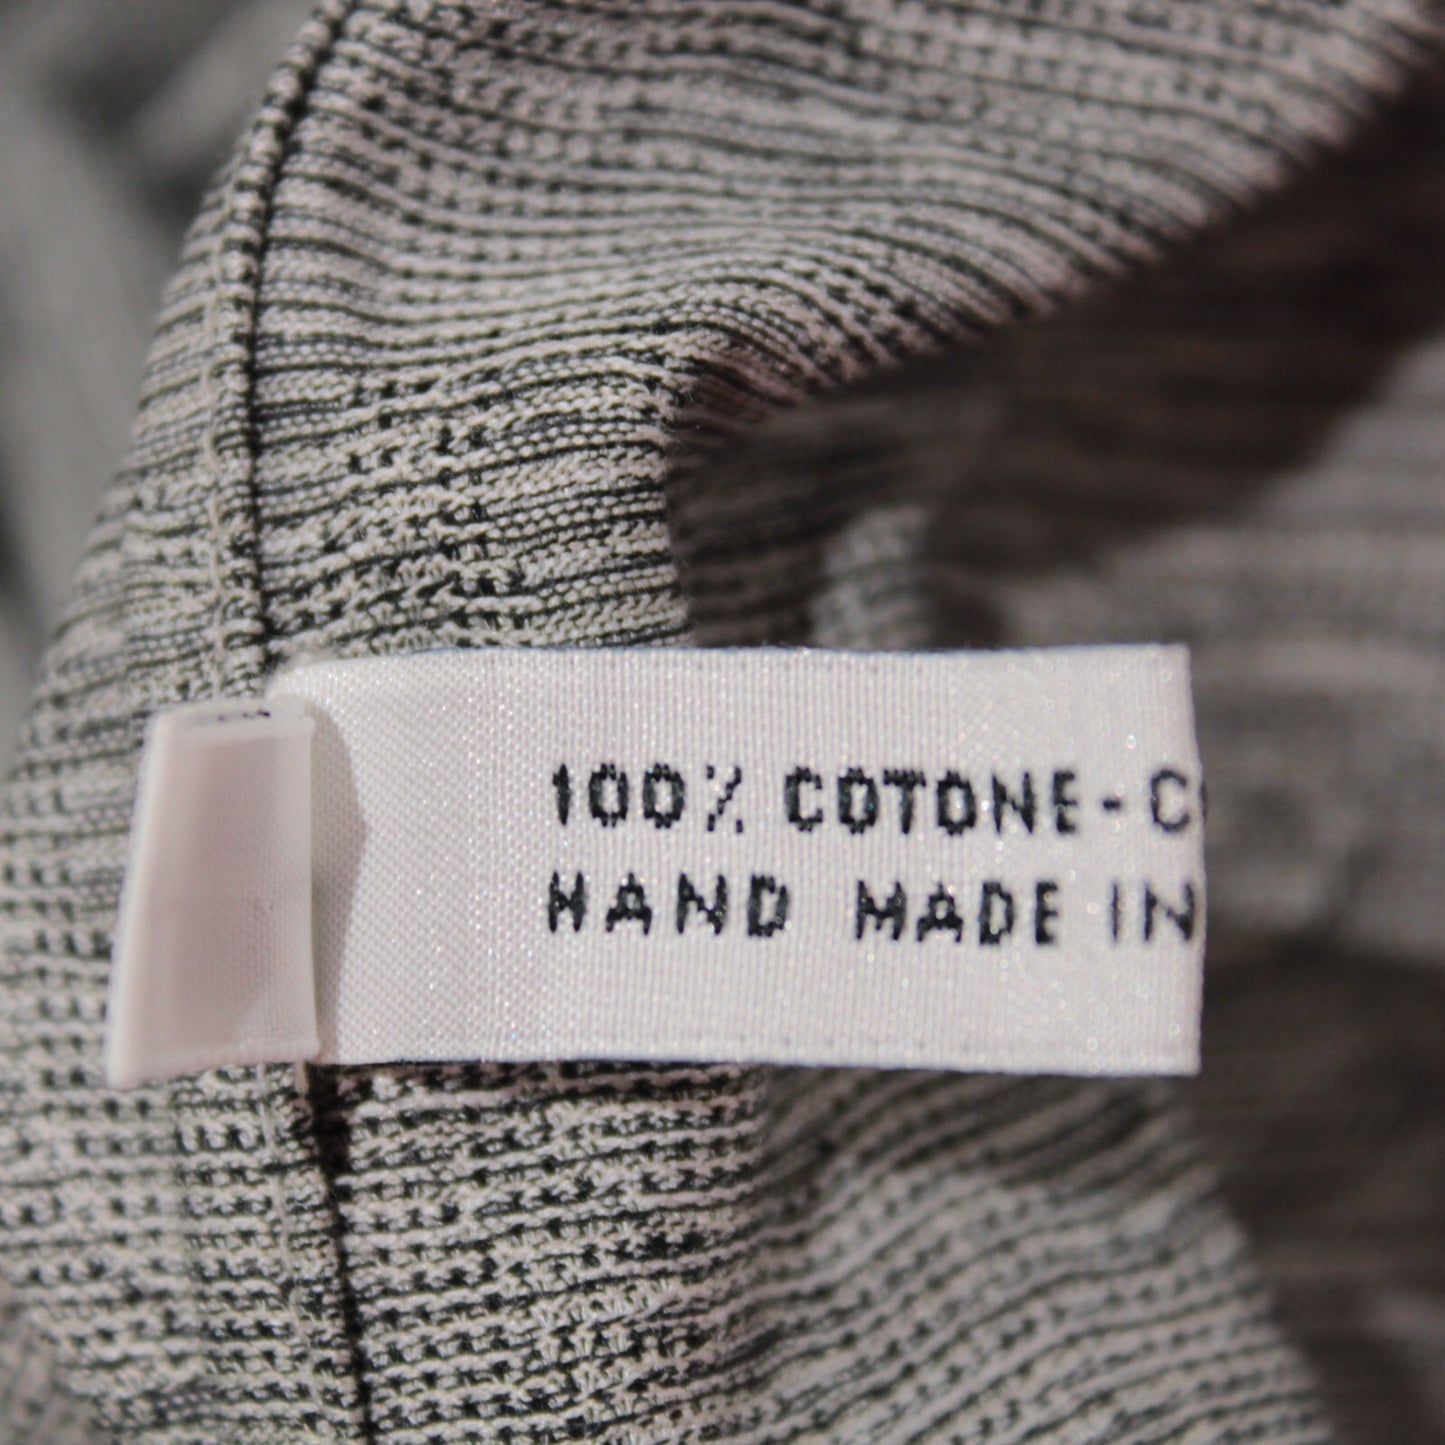 100% COTONE - C
HAND MADE IN